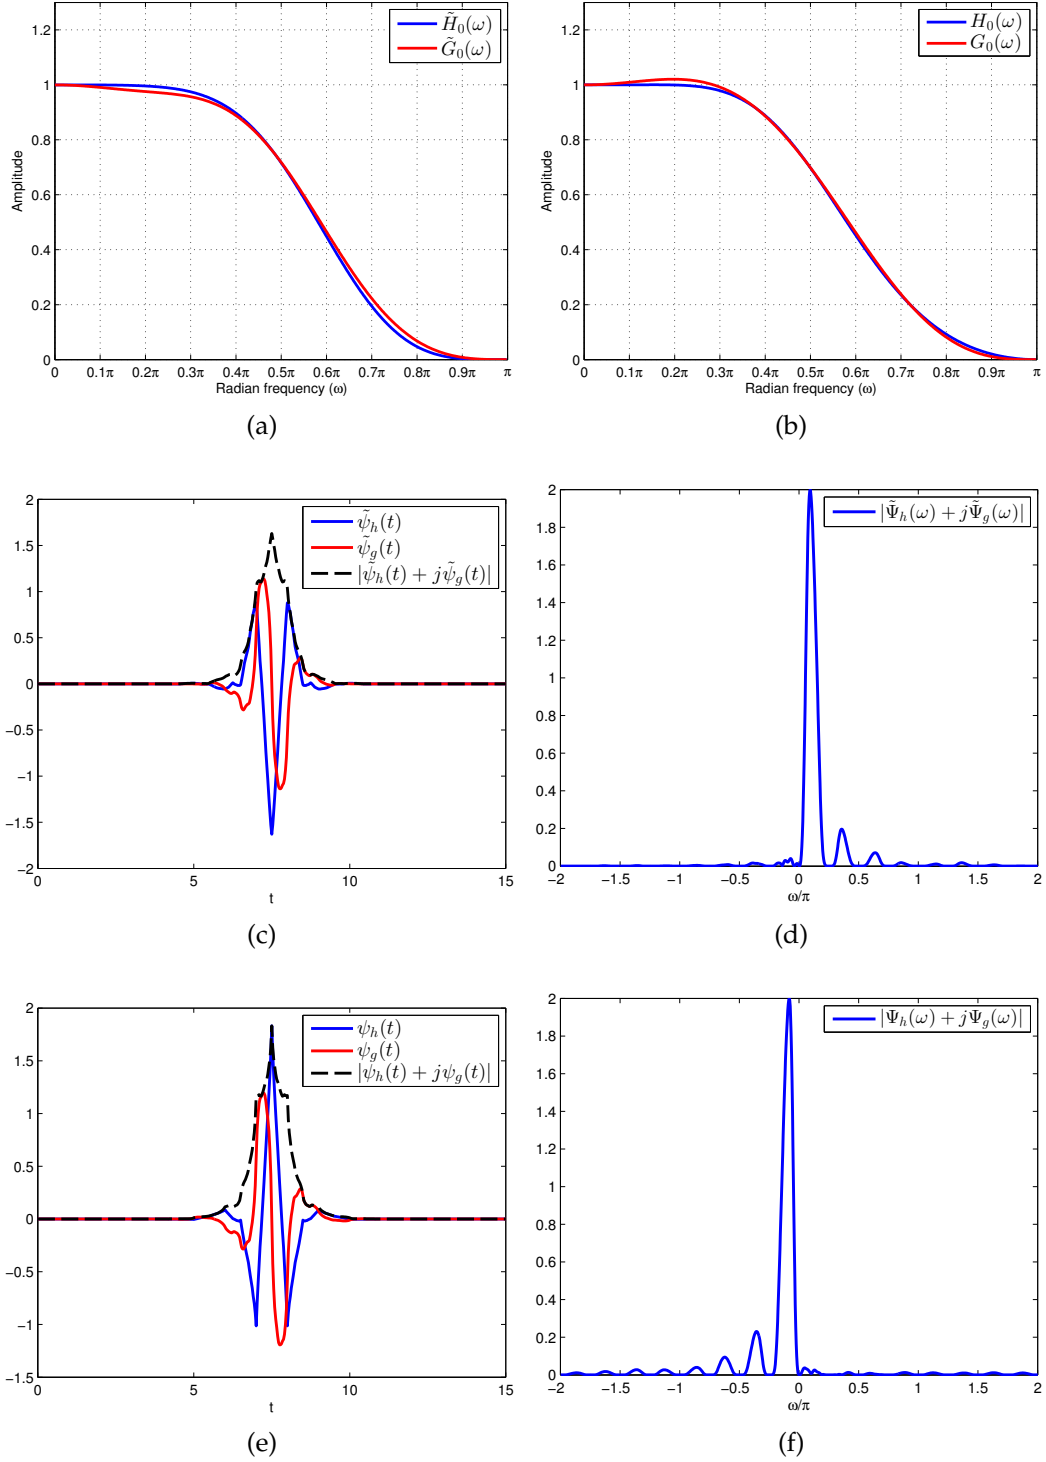 1.2
1
0.8
0.6
0.4
0.2
0
Amplitude
H̃₀(ω)
G̃₀(ω)
0 0.1π 0.2π 0.3π 0.4π 0.5π 0.6π 0.7π 0.8π 0.9π π
Radian frequency (ω)
(a)
1.2
1
0.8
0.6
0.4
0.2
0
Amplitude
H₀(ω)
G₀(ω)
0 0.1π 0.2π 0.3π 0.4π 0.5π 0.6π 0.7π 0.8π 0.9π π
Radian frequency (ω)
(b)
2
1.5
1
0.5
0
−0.5
−1
−1.5
−2
ψ̃ₕ(t)
ψ̃g(t)
|ψ̃ₕ(t) + jψ̃g(t)|
0 5 10 15
t
(c)
2
1.8
1.6
1.4
1.2
1
0.8
0.6
0.4
0.2
0
|Ψ̃ₕ(ω) + jΨ̃g(ω)|
−2 −1.5 −1 −0.5 0 0.5 1 1.5 2
ω/π
(d)
2
1.5
1
0.5
0
−0.5
−1
−1.5
ψₕ(t)
ψg(t)
|ψₕ(t) + jψg(t)|
0 5 10 15
t
(e)
2
1.8
1.6
1.4
1.2
1
0.8
0.6
0.4
0.2
0
|Ψₕ(ω) + jΨg(ω)|
−2 −1.5 −1 −0.5 0 0.5 1 1.5 2
ω/π
(f)